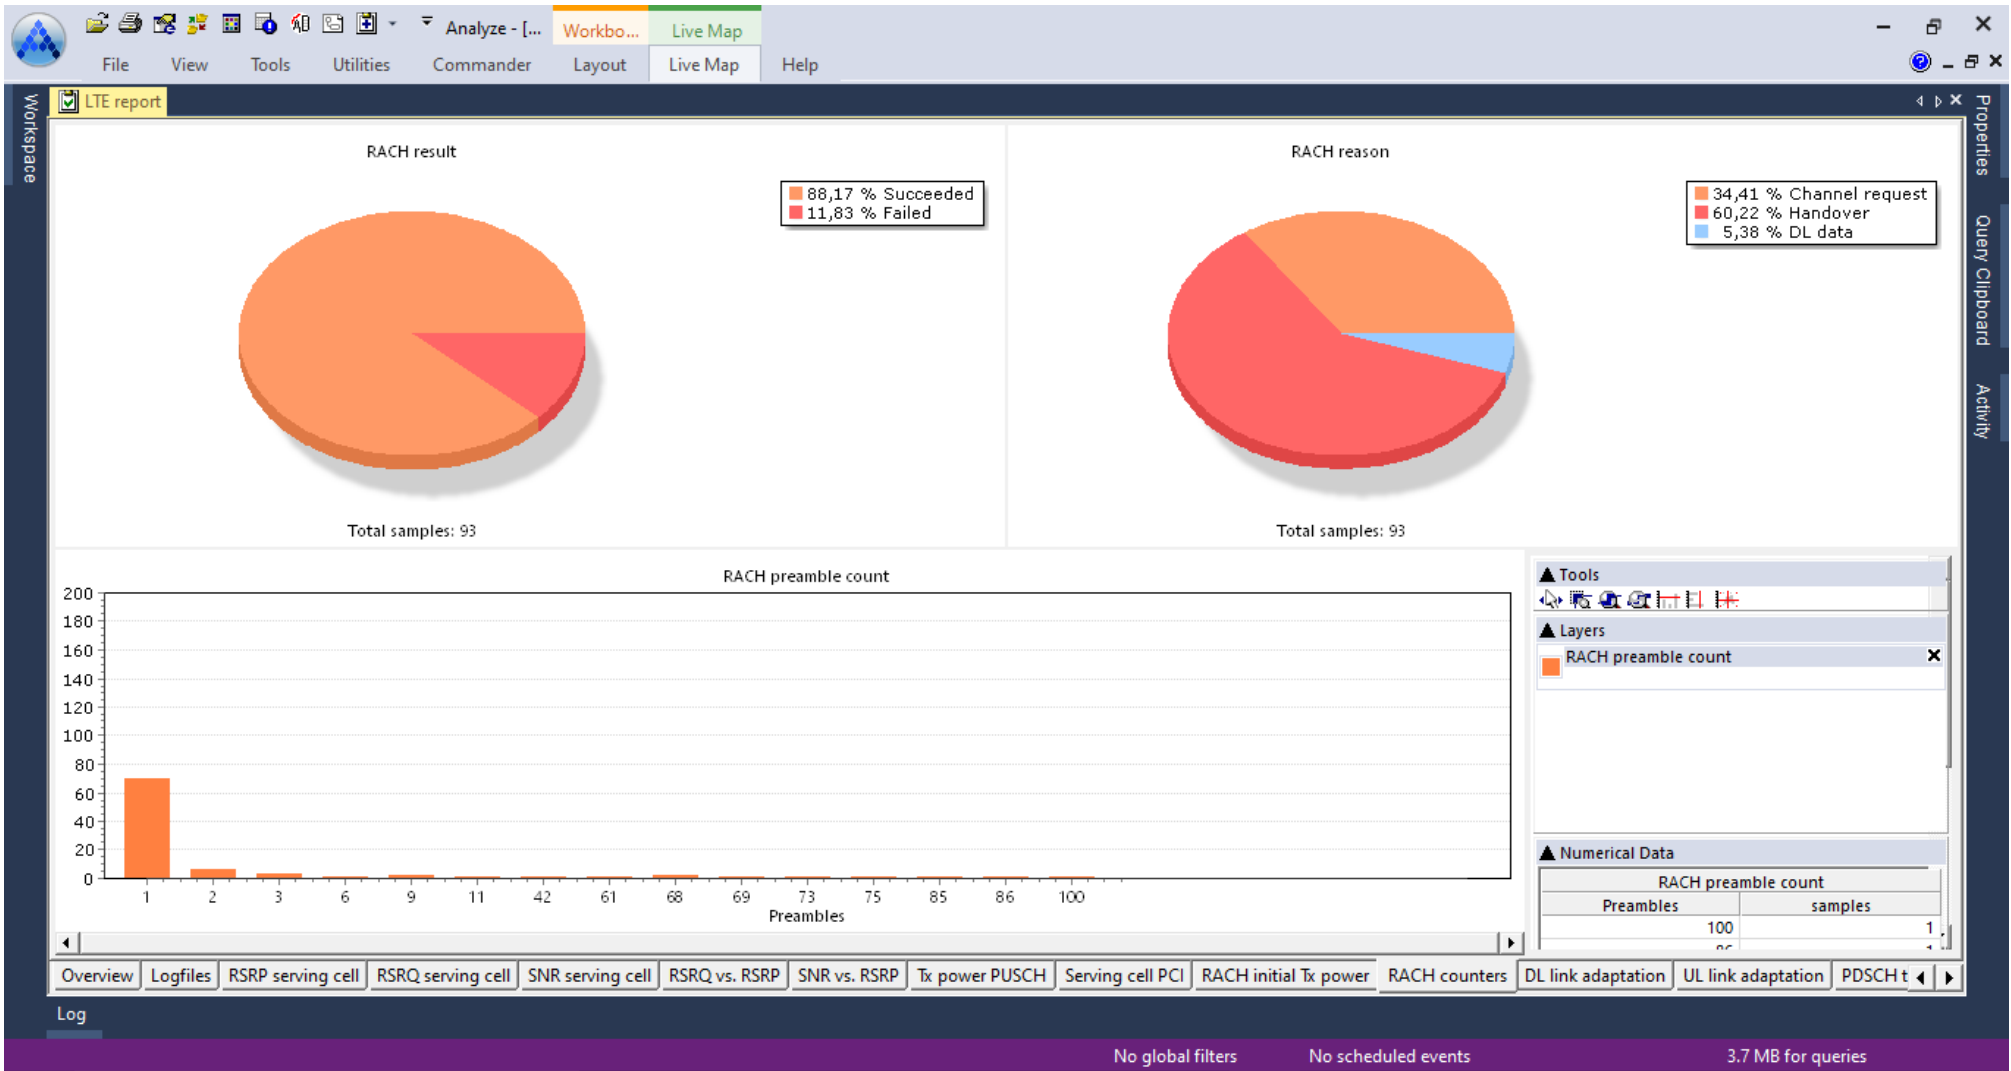 Analyze - [...
Workbo...
Live Map
File
View
Tools
Utilities
Commander
Layout
Live Map
Help
Workspace
LTE report
Properties
Query Clipboard
Activity
RACH result
88,17 % Succeeded
11,83 % Failed
Total samples: 93
RACH reason
34,41 % Channel request
60,22 % Handover
5,38 % DL data
Total samples: 93
RACH preamble count
200
180
160
140
120
100
80
60
40
20
0
1 2 3 6 9 11 42 61 68 69 73 75 85 86 100
Preambles
Tools
Layers
RACH preamble count
Numerical Data
RACH preamble count
Preambles samples
100 1
86 1
Overview
Logfiles
RSRP serving cell
RSRQ serving cell
SNR serving cell
RSRQ vs. RSRP
SNR vs. RSRP
Tx power PUSCH
Serving cell PCI
RACH initial Tx power
RACH counters
DL link adaptation
UL link adaptation
PDSCH t
Log
No global filters
No scheduled events
3.7 MB for queries